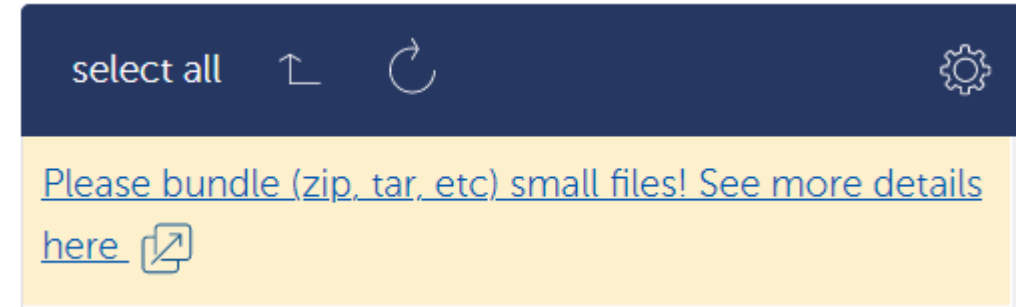 select all
Please bundle (zip, tar, etc) small files! See more details
here